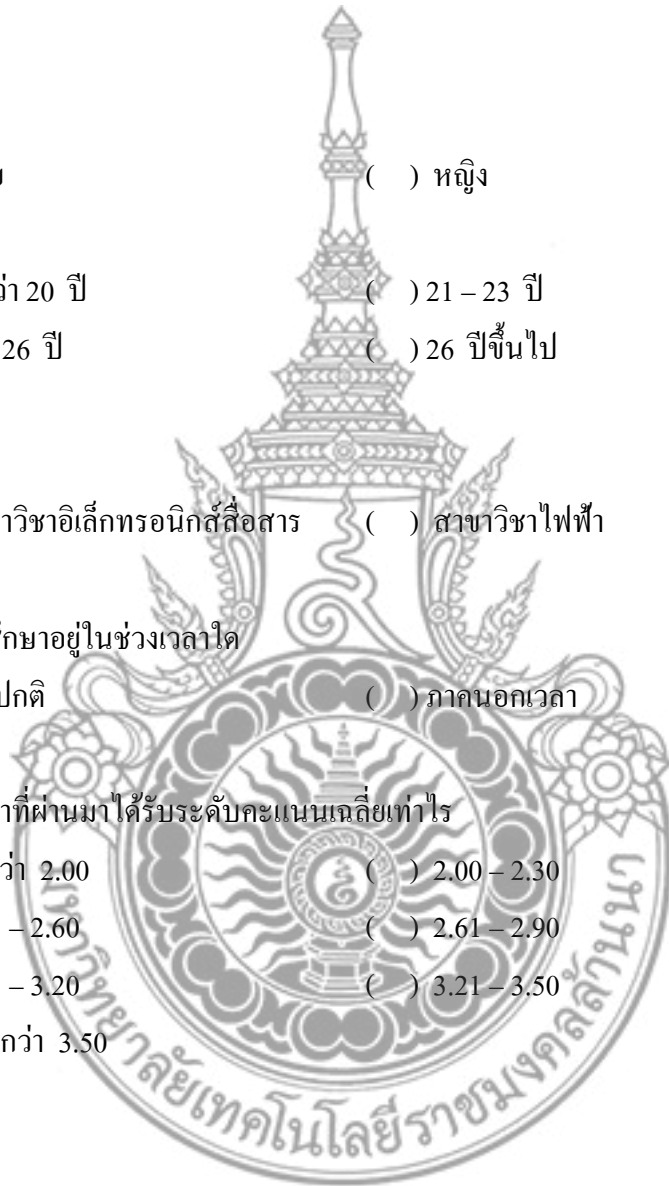 ( ) หญิง
ว่า 20 ปี ( ) 21 – 23 ปี
26 ปี ( ) 26 ปีขึ้นไป
าวิชาอิเล็กทรอนิกส์สื่อสาร ( ) สาขาวิชาไฟฟ้า
ศึกษาอยู่ในช่วงเวลาใด
ปกติ ( ) ภาคนอกเวลา
าที่ผ่านมาได้รับระดับคะแนนเฉลี่ยเท่าไร
ว่า 2.00 ( ) 2.00 – 2.30
– 2.60 ( ) 2.61 – 2.90
– 3.20 ( ) 3.21 – 3.50
กว่า 3.50
มหาวิทยาลัยเทคโนโลยีราชมงคลล้านนา